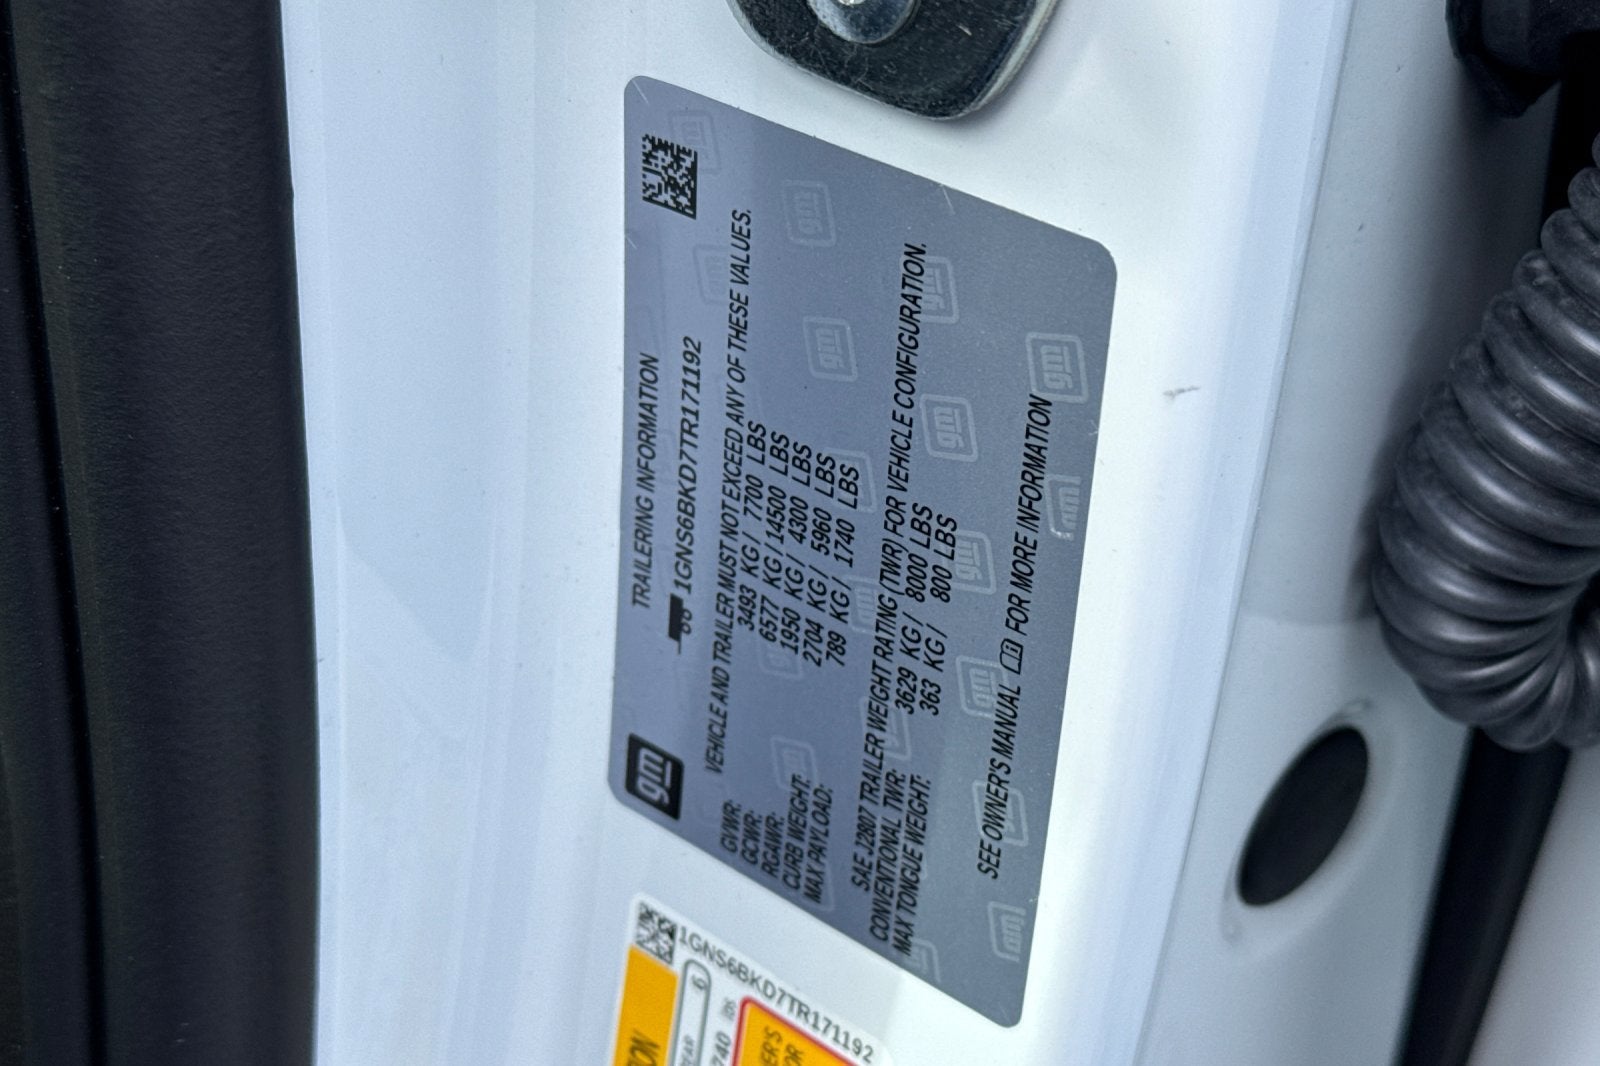 gm
TRAILERING INFORMATION
1GNS6BKD7TR171192
VEHICLE AND TRAILER MUST NOT EXCEED ANY OF THESE VALUES.
GVWR: 3493 KG / 7700 LBS
GCWR: 6577 KG / 14500 LBS
RGAWR: 1950 KG / 4300 LBS
CURB WEIGHT: 2704 KG / 5960 LBS
MAX PAYLOAD: 789 KG / 1740 LBS
SAE J2807 TRAILER WEIGHT RATING (TWR) FOR VEHICLE CONFIGURATION.
CONVENTIONAL TWR: 3629 KG / 8000 LBS
MAX TONGUE WEIGHT: 363 KG / 800 LBS
SEE OWNER'S MANUAL FOR MORE INFORMATION
1GNS6BKD7TR171192
740 lbs